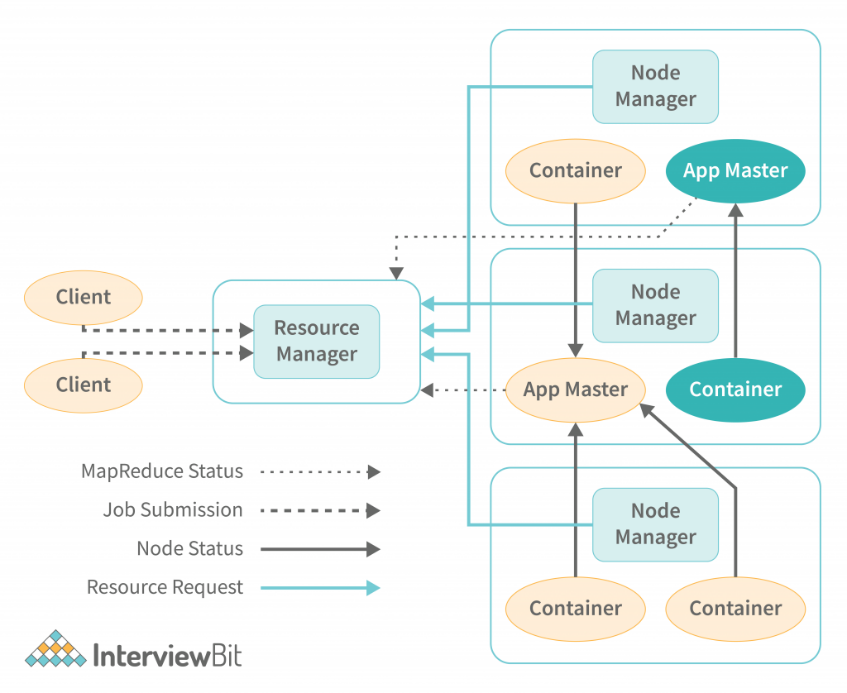 Node
Manager
Container
App Master
Client
Resource
Manager
Node
Manager
Client
App Master
Container
MapReduce Status
Job Submission
Node Status
Resource Request
Node
Manager
Container
Container
InterviewBit